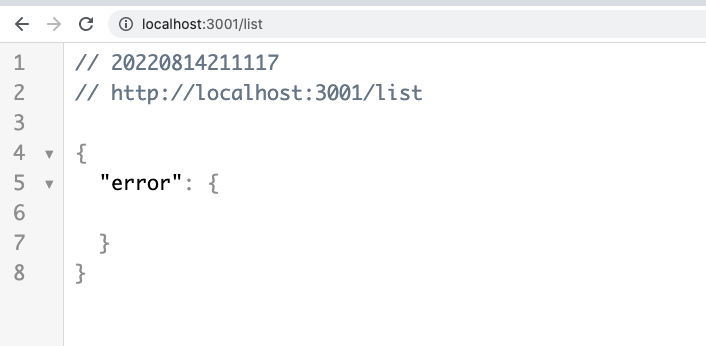 localhost:3001/list
1 // 20220814211117
2 // http://localhost:3001/list
3
4 {
5 "error": {
6
7 }
8 }